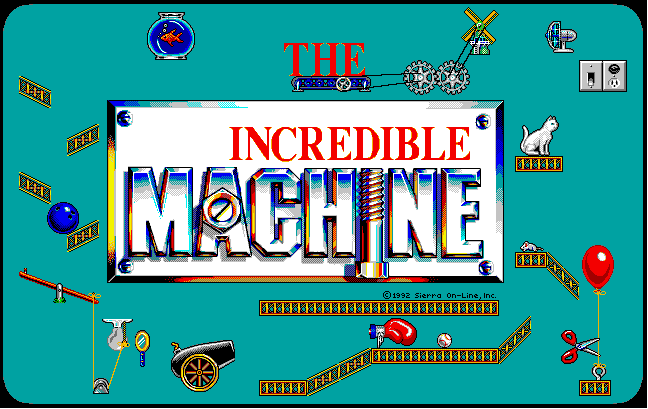 THE
INCREDIBLE
MACHINE
©1992 Sierra On-Line, Inc.